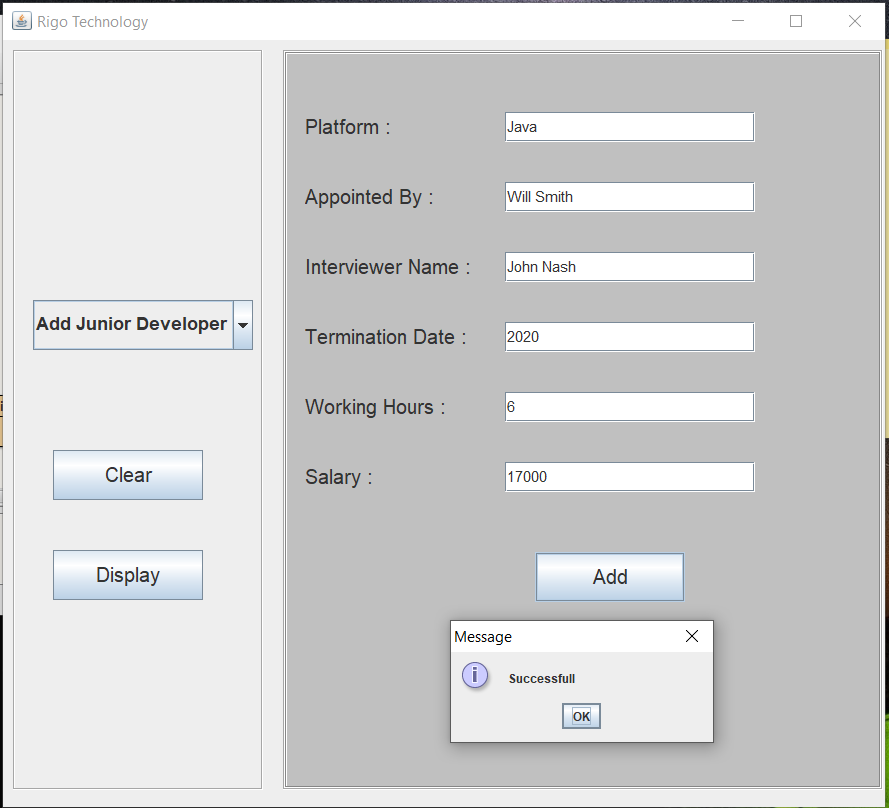 Rigo Technology
Platform :
Java
Appointed By :
Will Smith
Interviewer Name :
John Nash
Add Junior Developer
Termination Date :
2020
Working Hours :
6
Clear
Salary :
17000
Display
Add
Message
i
Successfull
OK